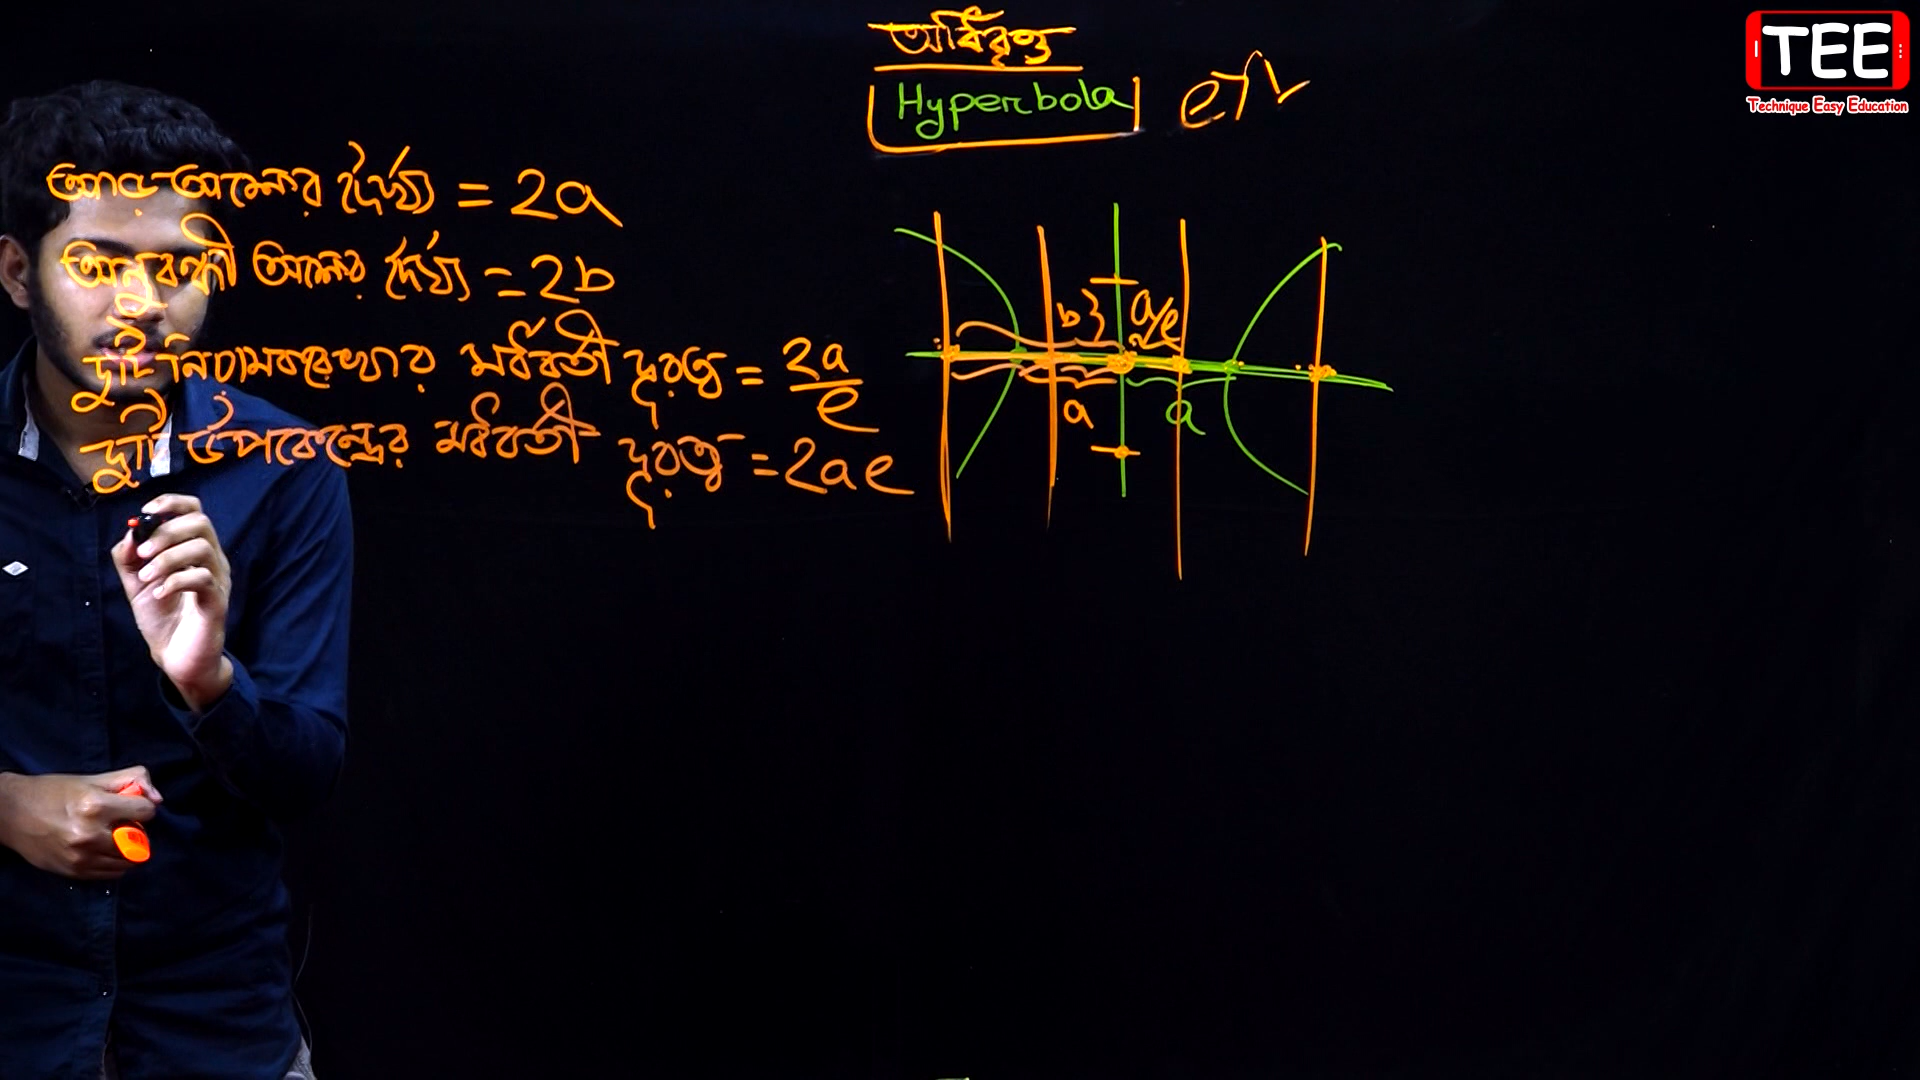 অধিবৃত্ত
Hyperbola e>1
TEE
Technique Easy Education
আড় অক্ষের দৈর্ঘ্য = 2a
অনুবন্ধী অক্ষের দৈর্ঘ্য = 2b
দুটি নিয়ামকরেখার মধ্যবর্তী দূরত্ব = 2a/e
দুটি উপকেন্দ্রের মধ্যবর্তী দূরত্ব = 2ae
b a/e
a a